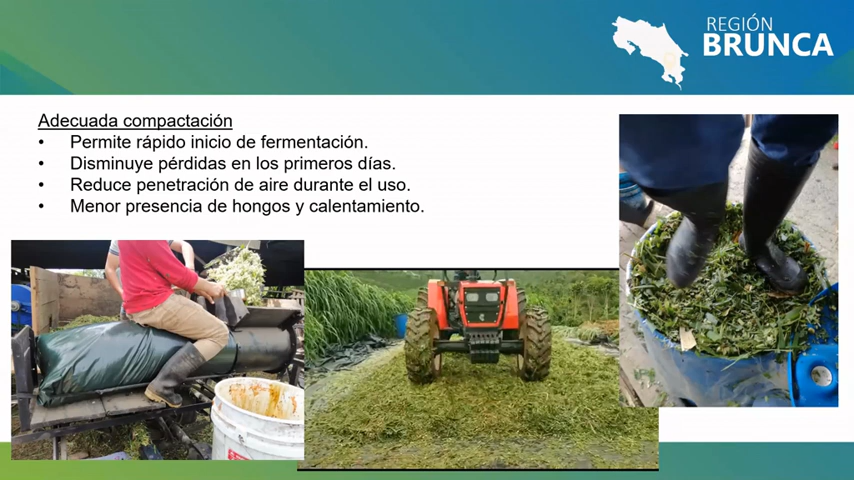 REGIÓN
BRUNCA
Adecuada compactación
• Permite rápido inicio de fermentación.
• Disminuye pérdidas en los primeros días.
• Reduce penetración de aire durante el uso.
• Menor presencia de hongos y calentamiento.